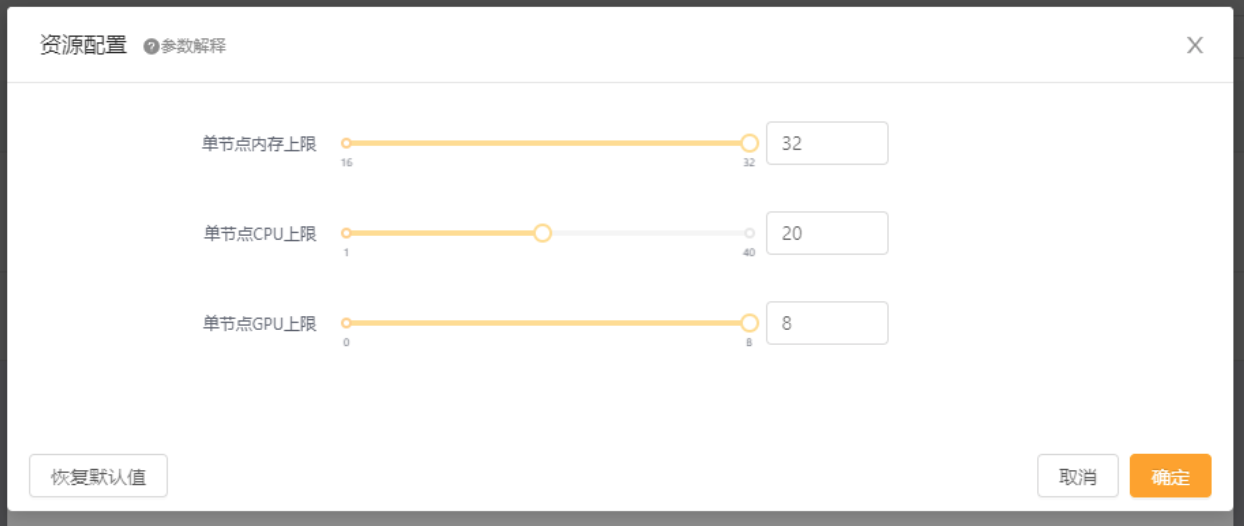 资源配置 ?参数解释 X
单节点内存上限 32
16 32
单节点CPU上限 20
1 40
单节点GPU上限 8
0 8
恢复默认值 取消 确定